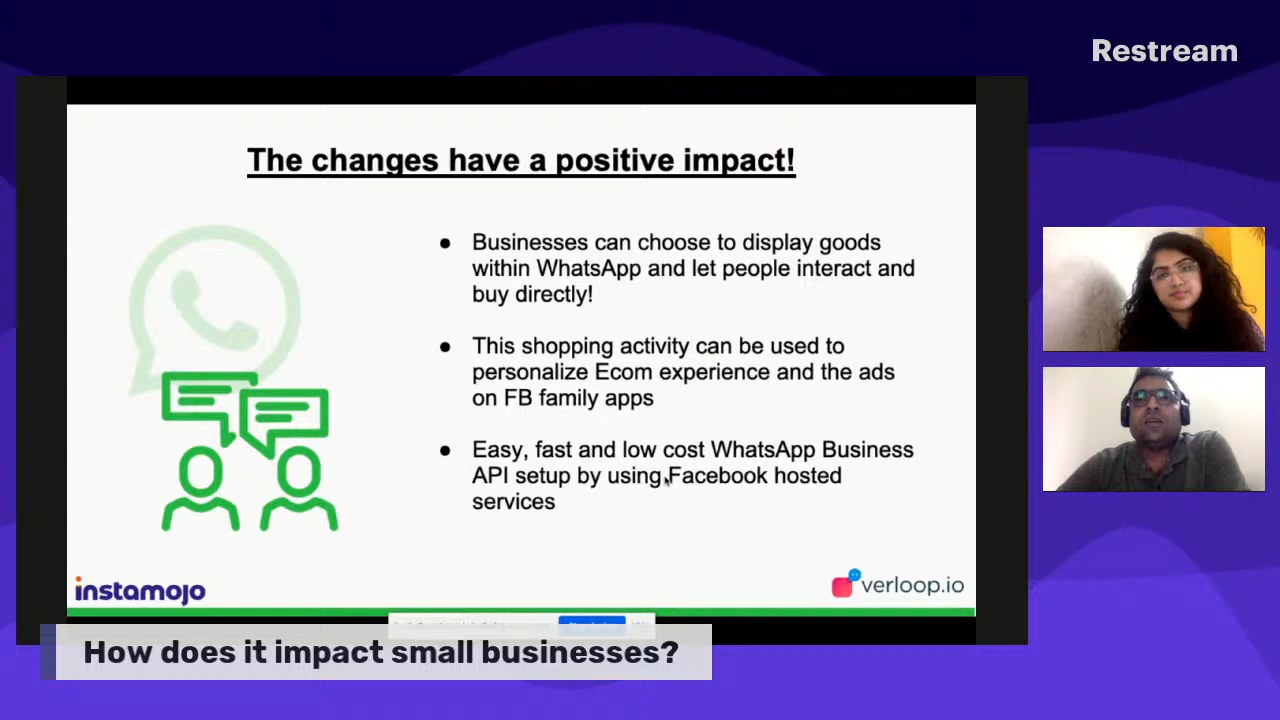 Restream
The changes have a positive impact!
● Businesses can choose to display goods
within WhatsApp and let people interact and
buy directly!
● This shopping activity can be used to
personalize Ecom experience and the ads
on FB family apps
● Easy, fast and low cost WhatsApp Business
API setup by using Facebook hosted
services
instamojo
verloop.io
How does it impact small businesses?